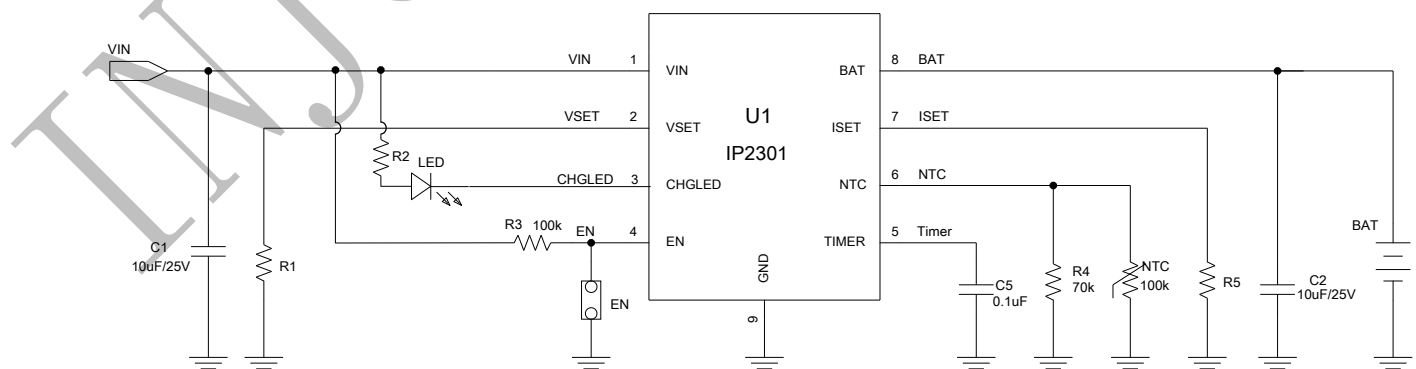 VIN
VIN
1
VIN
VSET
2
VSET
R2
LED
CHGLED
3
CHGLED
R3
100k
EN
4
EN
EN
C1
10uF/25V
R1
U1
IP2301
GND
9
BAT
8
BAT
ISET
7
ISET
NTC
6
NTC
TIMER
5
Timer
C5
0.1uF
R4
70k
NTC
100k
R5
C2
10uF/25V
BAT
INJ